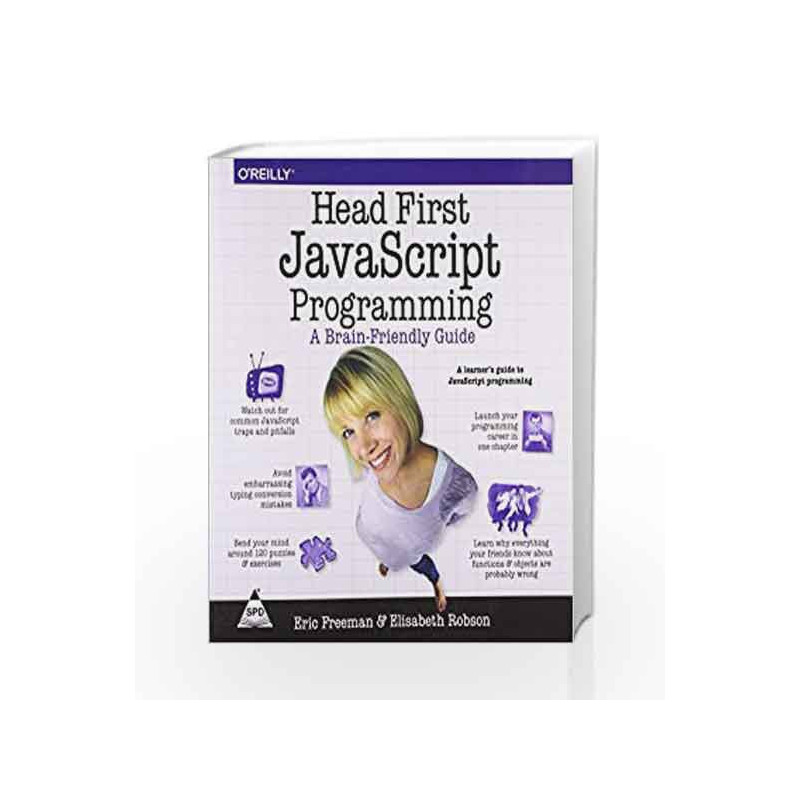 O'REILLY®
Head First
JavaScript
Programming
A Brain-Friendly Guide
A learner's guide to
JavaScript programming
Watch out for
common JavaScript
traps and pitfalls
Launch your
programming
career in
one chapter
Avoid
embarrassing
typing conversion
mistakes
Send your mind
around 120 puzzles
& exercises
Learn why everything
your friends know about
functions & objects are
probably wrong
SPD
Eric Freeman & Elisabeth Robson